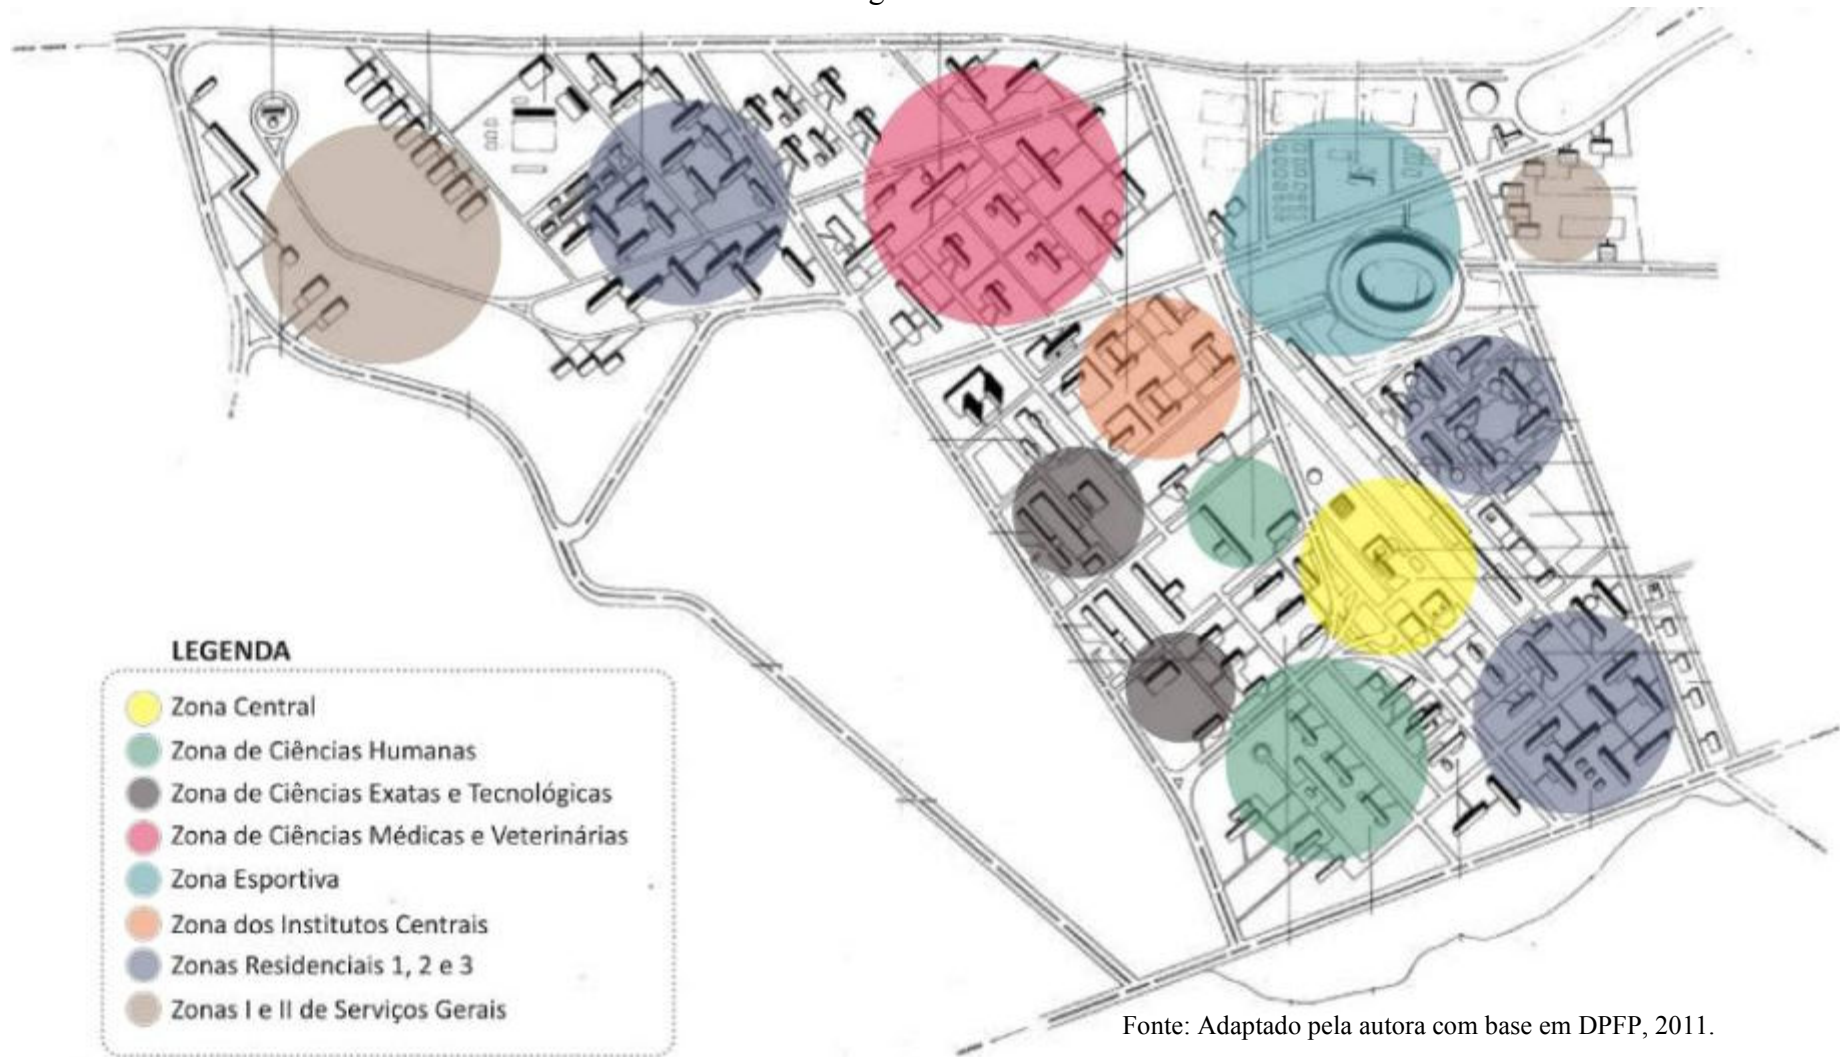 LEGENDA
Zona Central
Zona de Ciências Humanas
Zona de Ciências Exatas e Tecnológicas
Zona de Ciências Médicas e Veterinárias
Zona Esportiva
Zona dos Institutos Centrais
Zonas Residenciais 1, 2 e 3
Zonas I e II de Serviços Gerais
Fonte: Adaptado pela autora com base em DPFP, 2011.